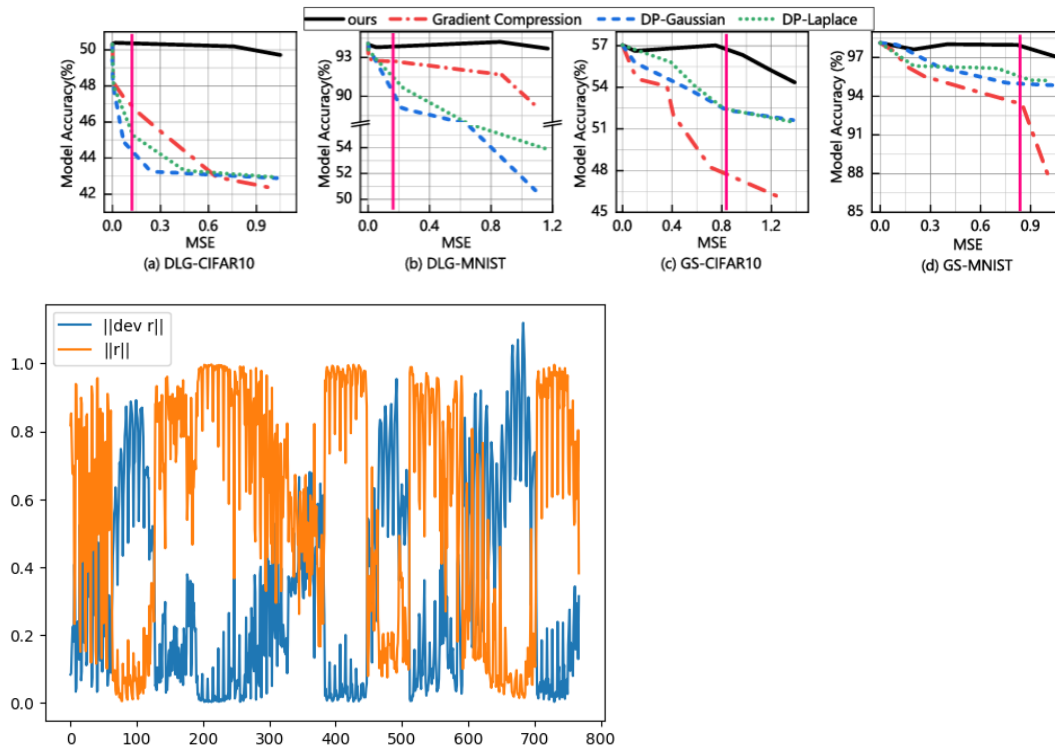 ours Gradient Compression DP-Gaussian DP-Laplace
50
48
46
44
42
Model Accuracy(%)
0.0 0.3 0.6 0.9
MSE
(a) DLG-CIFAR10
93
90
54
50
Model Accuracy(%)
0.0 0.4 0.8 1.2
MSE
(b) DLG-MNIST
57
54
51
48
45
Model Accuracy(%)
0.0 0.4 0.8 1.2
MSE
(c) GS-CIFAR10
97
94
91
88
85
Model Accuracy(%)
0.0 0.3 0.6 0.9
MSE
(d) GS-MNIST
||dev r||
||r||
1.0
0.8
0.6
0.4
0.2
0.0
0 100 200 300 400 500 600 700 800